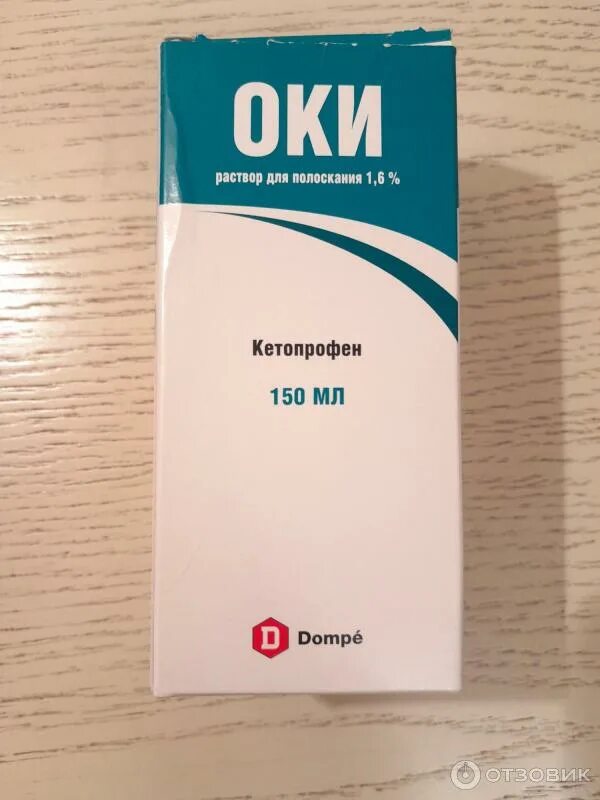 ОКИ
раствор для полоскания 1,6 %
Кетопрофен
150 МЛ
D Dompé
ОТЗОВИК